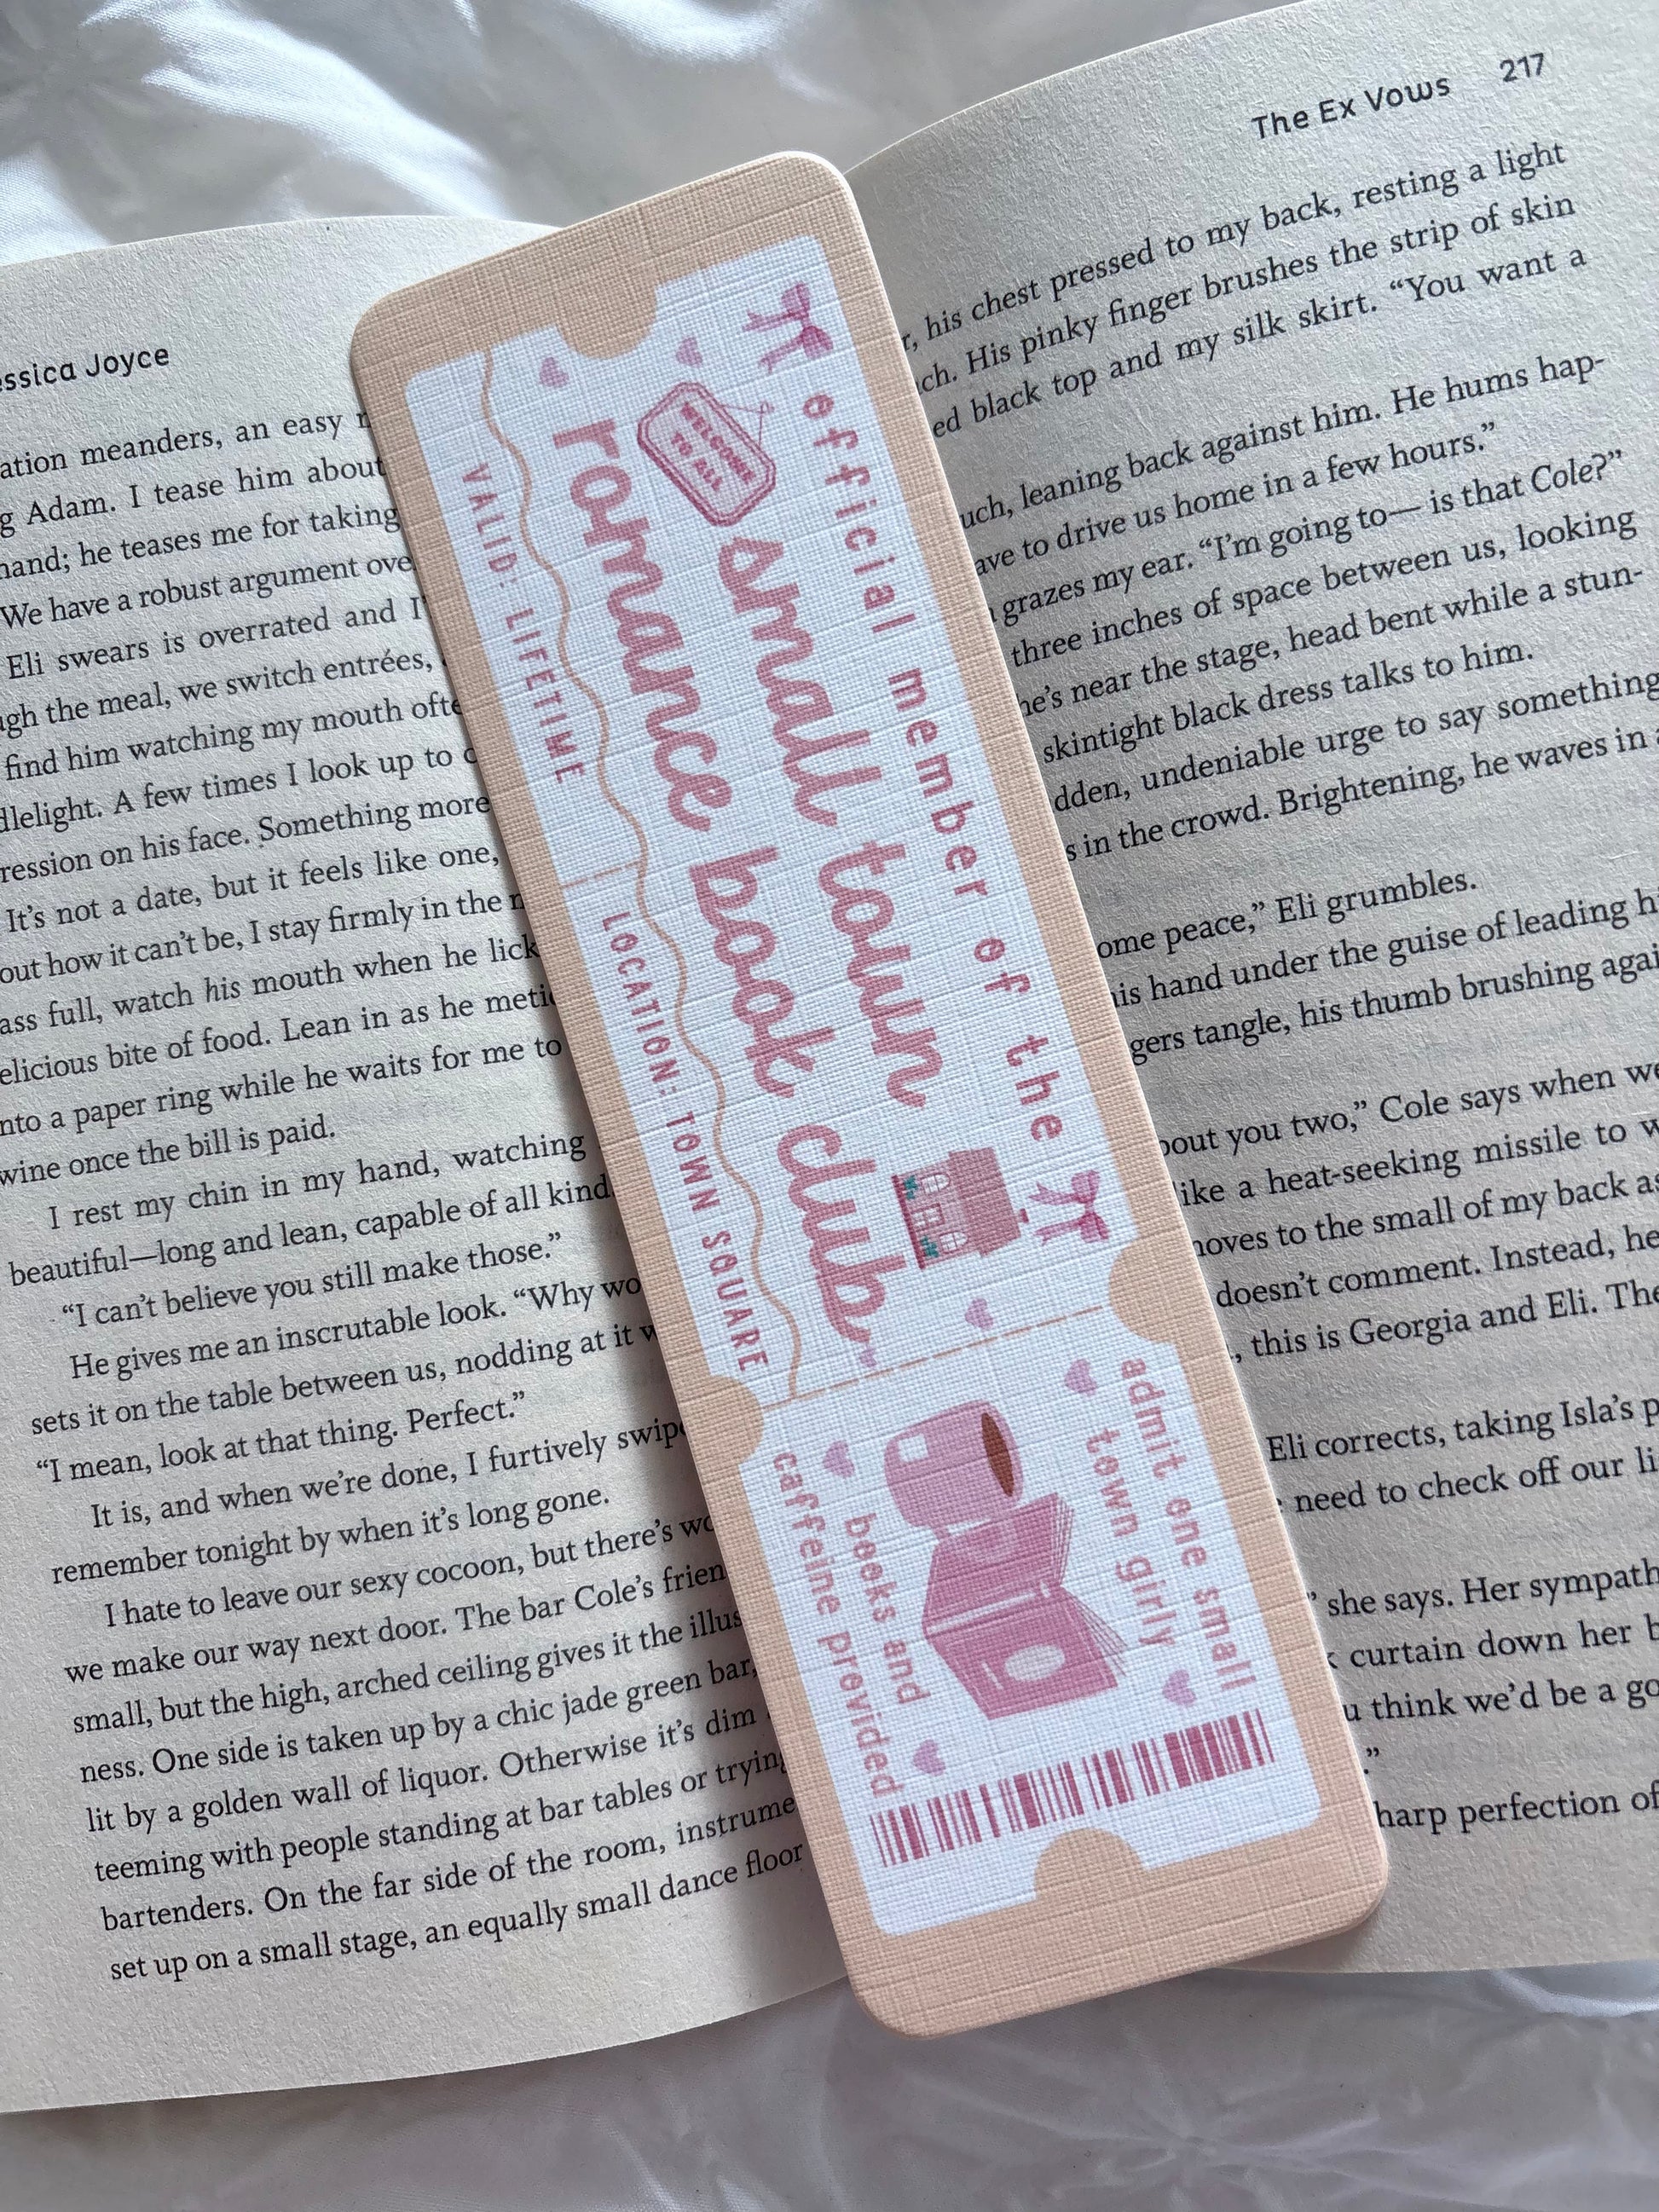 essica Joyce
ation meanders, an easy
g Adam. I tease him about
hand; he teases me for taking
We have a robust argument ove
Eli swears is overrated and I'
gh the meal, we switch entrées,
find him watching my mouth ofte
dlelight. A few times I look up to
ression on his face. Something more
It's not a date, but it feels like one,
out how it can't be, I stay firmly in the
ass full, watch his mouth when he lick
elicious bite of food. Lean in as he meti
nto a paper ring while he waits for me to
wine once the bill is paid.
I rest my chin in my hand, watching
beautiful—long and lean, capable of all kind
“I can't believe you still make those.”
He gives me an inscrutable look. “Why wo
sets it on the table between us, nodding at it w
“I mean, look at that thing. Perfect.”
It is, and when we're done, I furtively swipe
remember tonight by when it's long gone.
I hate to leave our sexy cocoon, but there's wo
we make our way next door. The bar Cole's frien
small, but the high, arched ceiling gives it the illus
ness. One side is taken up by a chic jade green bar,
lit by a golden wall of liquor. Otherwise it's dim
teeming with people standing at bar tables or trying
bartenders. On the far side of the room, instrume
set up on a small stage, an equally small dance floor
official member of the
WELCOME
TO ALL
small town
romance book club
VALID: LIFETIME
LOCATION: TOWN SQUARE
admit one small
town girly
books and
caffeine provided
The Ex Vows 217
, his chest pressed to my back, resting a light
ch. His pinky finger brushes the strip of skin
ed black top and my silk skirt. “You want a
uch, leaning back against him. He hums hap-
ave to drive us home in a few hours.”
grazes my ear. “I'm going to— is that Cole?”
three inches of space between us, looking
he's near the stage, head bent while a stun-
skintight black dress talks to him.
dden, undeniable urge to say something
s in the crowd. Brightening, he waves in
ome peace,” Eli grumbles.
is hand under the guise of leading
gers tangle, his thumb brushing agai
bout you two,” Cole says when we
like a heat-seeking missile to
noves to the small of my back as
doesn't comment. Instead, he
, this is Georgia and Eli. The
Eli corrects, taking Isla's
need to check off our li
” she says. Her sympath
curtain down her
u think we'd be a go
.”
harp perfection of